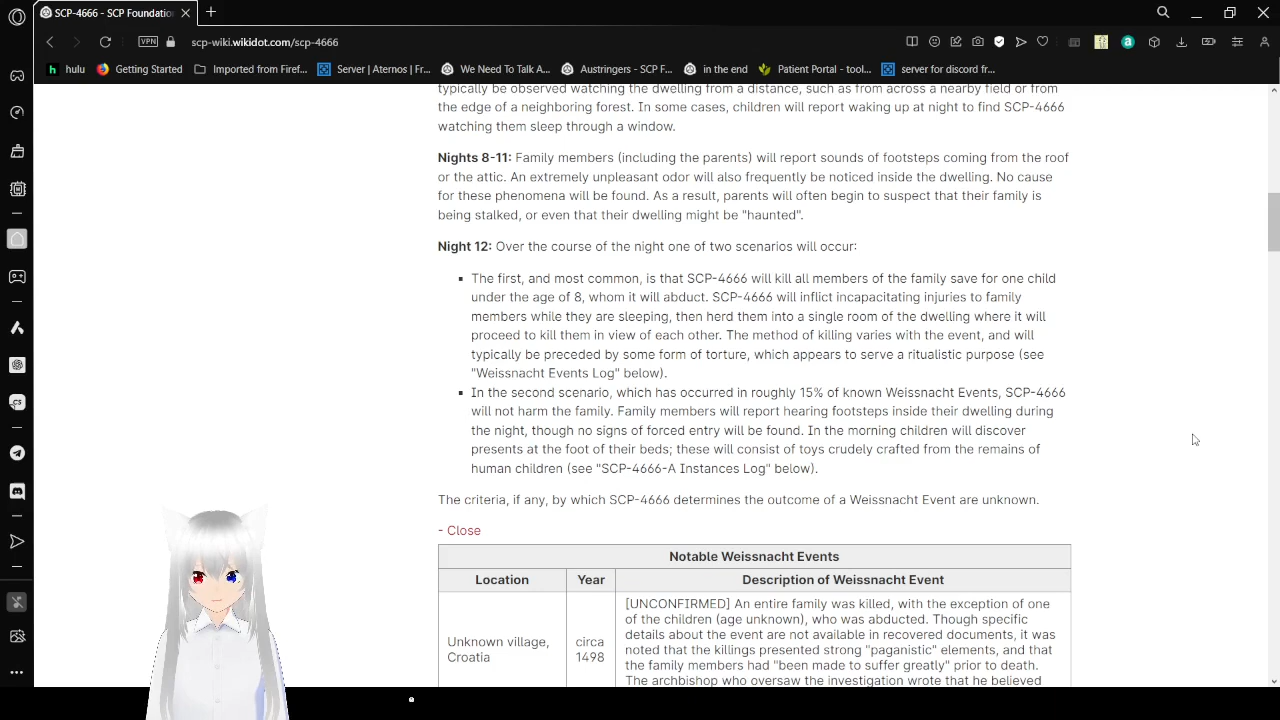 SCP-4666 - SCP Foundatio
scp-wiki.wikidot.com/scp-4666
VPN
hulu
Getting Started
Imported from Firef...
Server | Aternos | Fr...
We Need To Talk A...
Austringers - SCP F...
in the end
Patient Portal - tool...
server for discord fr...
typically be observed watching the dwelling from a distance, such as from across a nearby field or from
the edge of a neighboring forest. In some cases, children will report waking up at night to find SCP-4666
watching them sleep through a window.
Nights 8-11: Family members (including the parents) will report sounds of footsteps coming from the roof
or the attic. An extremely unpleasant odor will also frequently be noticed inside the dwelling. No cause
for these phenomena will be found. As a result, parents will often begin to suspect that their family is
being stalked, or even that their dwelling might be "haunted".
Night 12: Over the course of the night one of two scenarios will occur:
The first, and most common, is that SCP-4666 will kill all members of the family save for one child
under the age of 8, whom it will abduct. SCP-4666 will inflict incapacitating injuries to family
members while they are sleeping, then herd them into a single room of the dwelling where it will
proceed to kill them in view of each other. The method of killing varies with the event, and will
typically be preceded by some form of torture, which appears to serve a ritualistic purpose (see
"Weissnacht Events Log" below).
In the second scenario, which has occurred in roughly 15% of known Weissnacht Events, SCP-4666
will not harm the family. Family members will report hearing footsteps inside their dwelling during
the night, though no signs of forced entry will be found. In the morning children will discover
presents at the foot of their beds; these will consist of toys crudely crafted from the remains of
human children (see "SCP-4666-A Instances Log" below).
The criteria, if any, by which SCP-4666 determines the outcome of a Weissnacht Event are unknown.
- Close
Notable Weissnacht Events
Location
Year
Description of Weissnacht Event
Unknown village,
Croatia
circa
1498
[UNCONFIRMED] An entire family was killed, with the exception of one
of the children (age unknown), who was abducted. Though specific
details about the event are not available in recovered documents, it was
noted that the killings presented strong "paganistic" elements, and that
the family members had "been made to suffer greatly" prior to death.
The archbishop who oversaw the investigation wrote that he believed